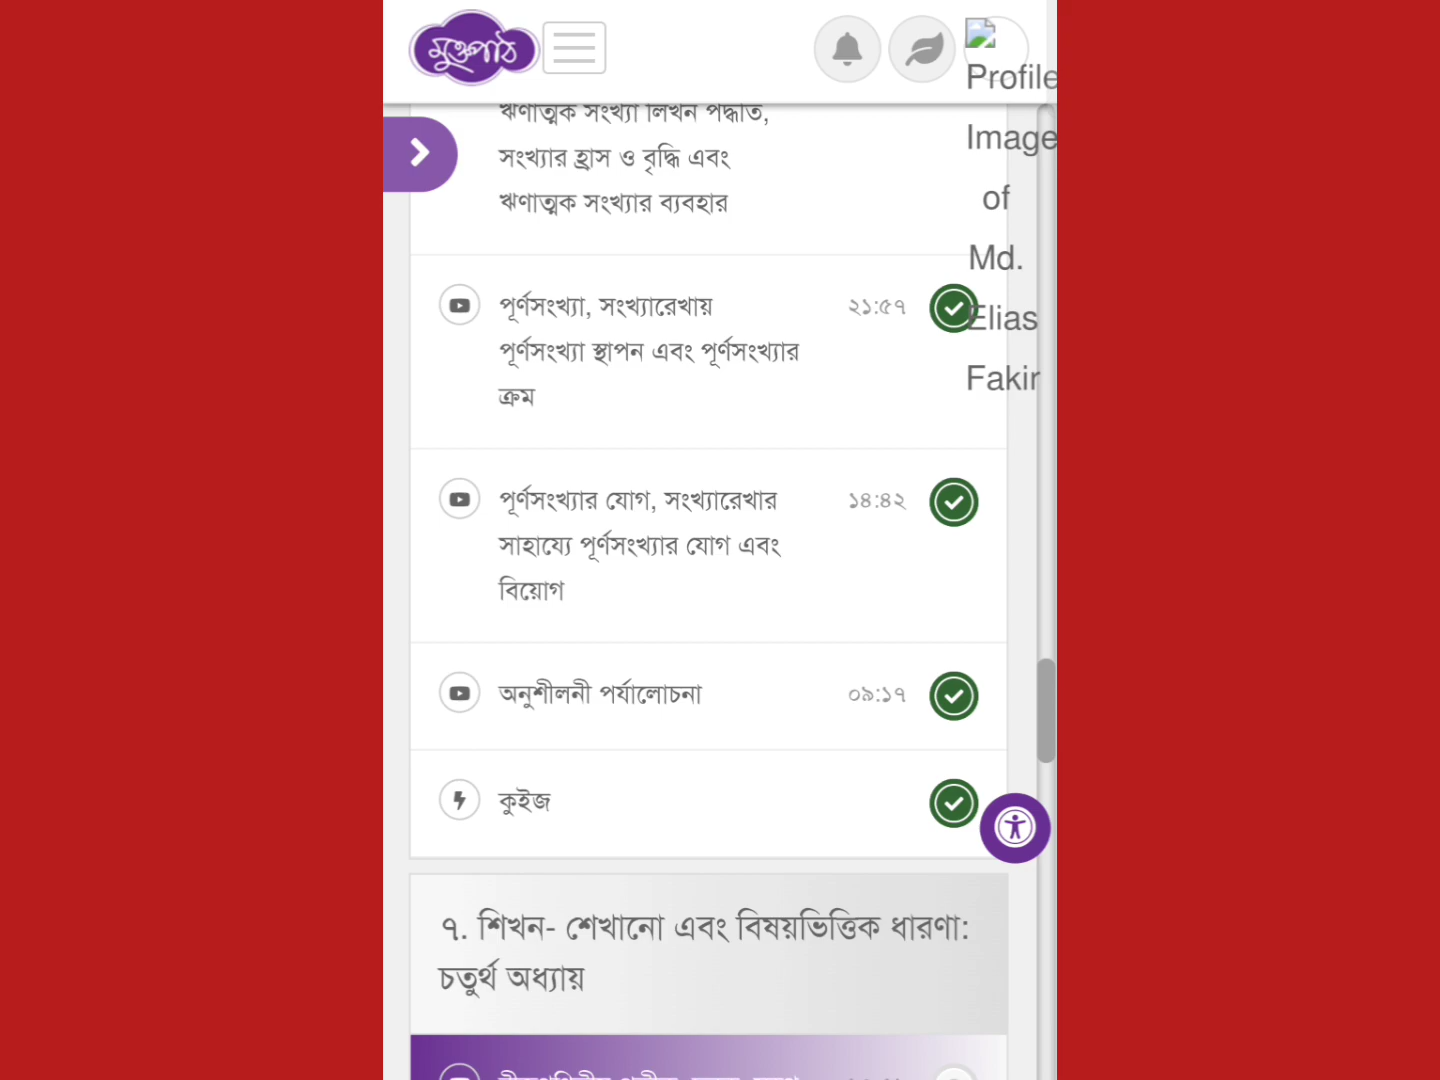 মুক্তপাঠ
Profile
Image
of
Md.
Elias
Fakir
ঋণাত্মক সংখ্যা লিখন পদ্ধতি,
সংখ্যার হ্রাস ও বৃদ্ধি এবং
ঋণাত্মক সংখ্যার ব্যবহার
পূর্ণসংখ্যা, সংখ্যারেখায় ২১:৫৭
পূর্ণসংখ্যা স্থাপন এবং পূর্ণসংখ্যার
ক্রম
পূর্ণসংখ্যার যোগ, সংখ্যারেখার ১৪:৪২
সাহায্যে পূর্ণসংখ্যার যোগ এবং
বিয়োগ
অনুশীলনী পর্যালোচনা ০৯:১৭
কুইজ
৭. শিখন- শেখানো এবং বিষয়ভিত্তিক ধারণা:
চতুর্থ অধ্যায়